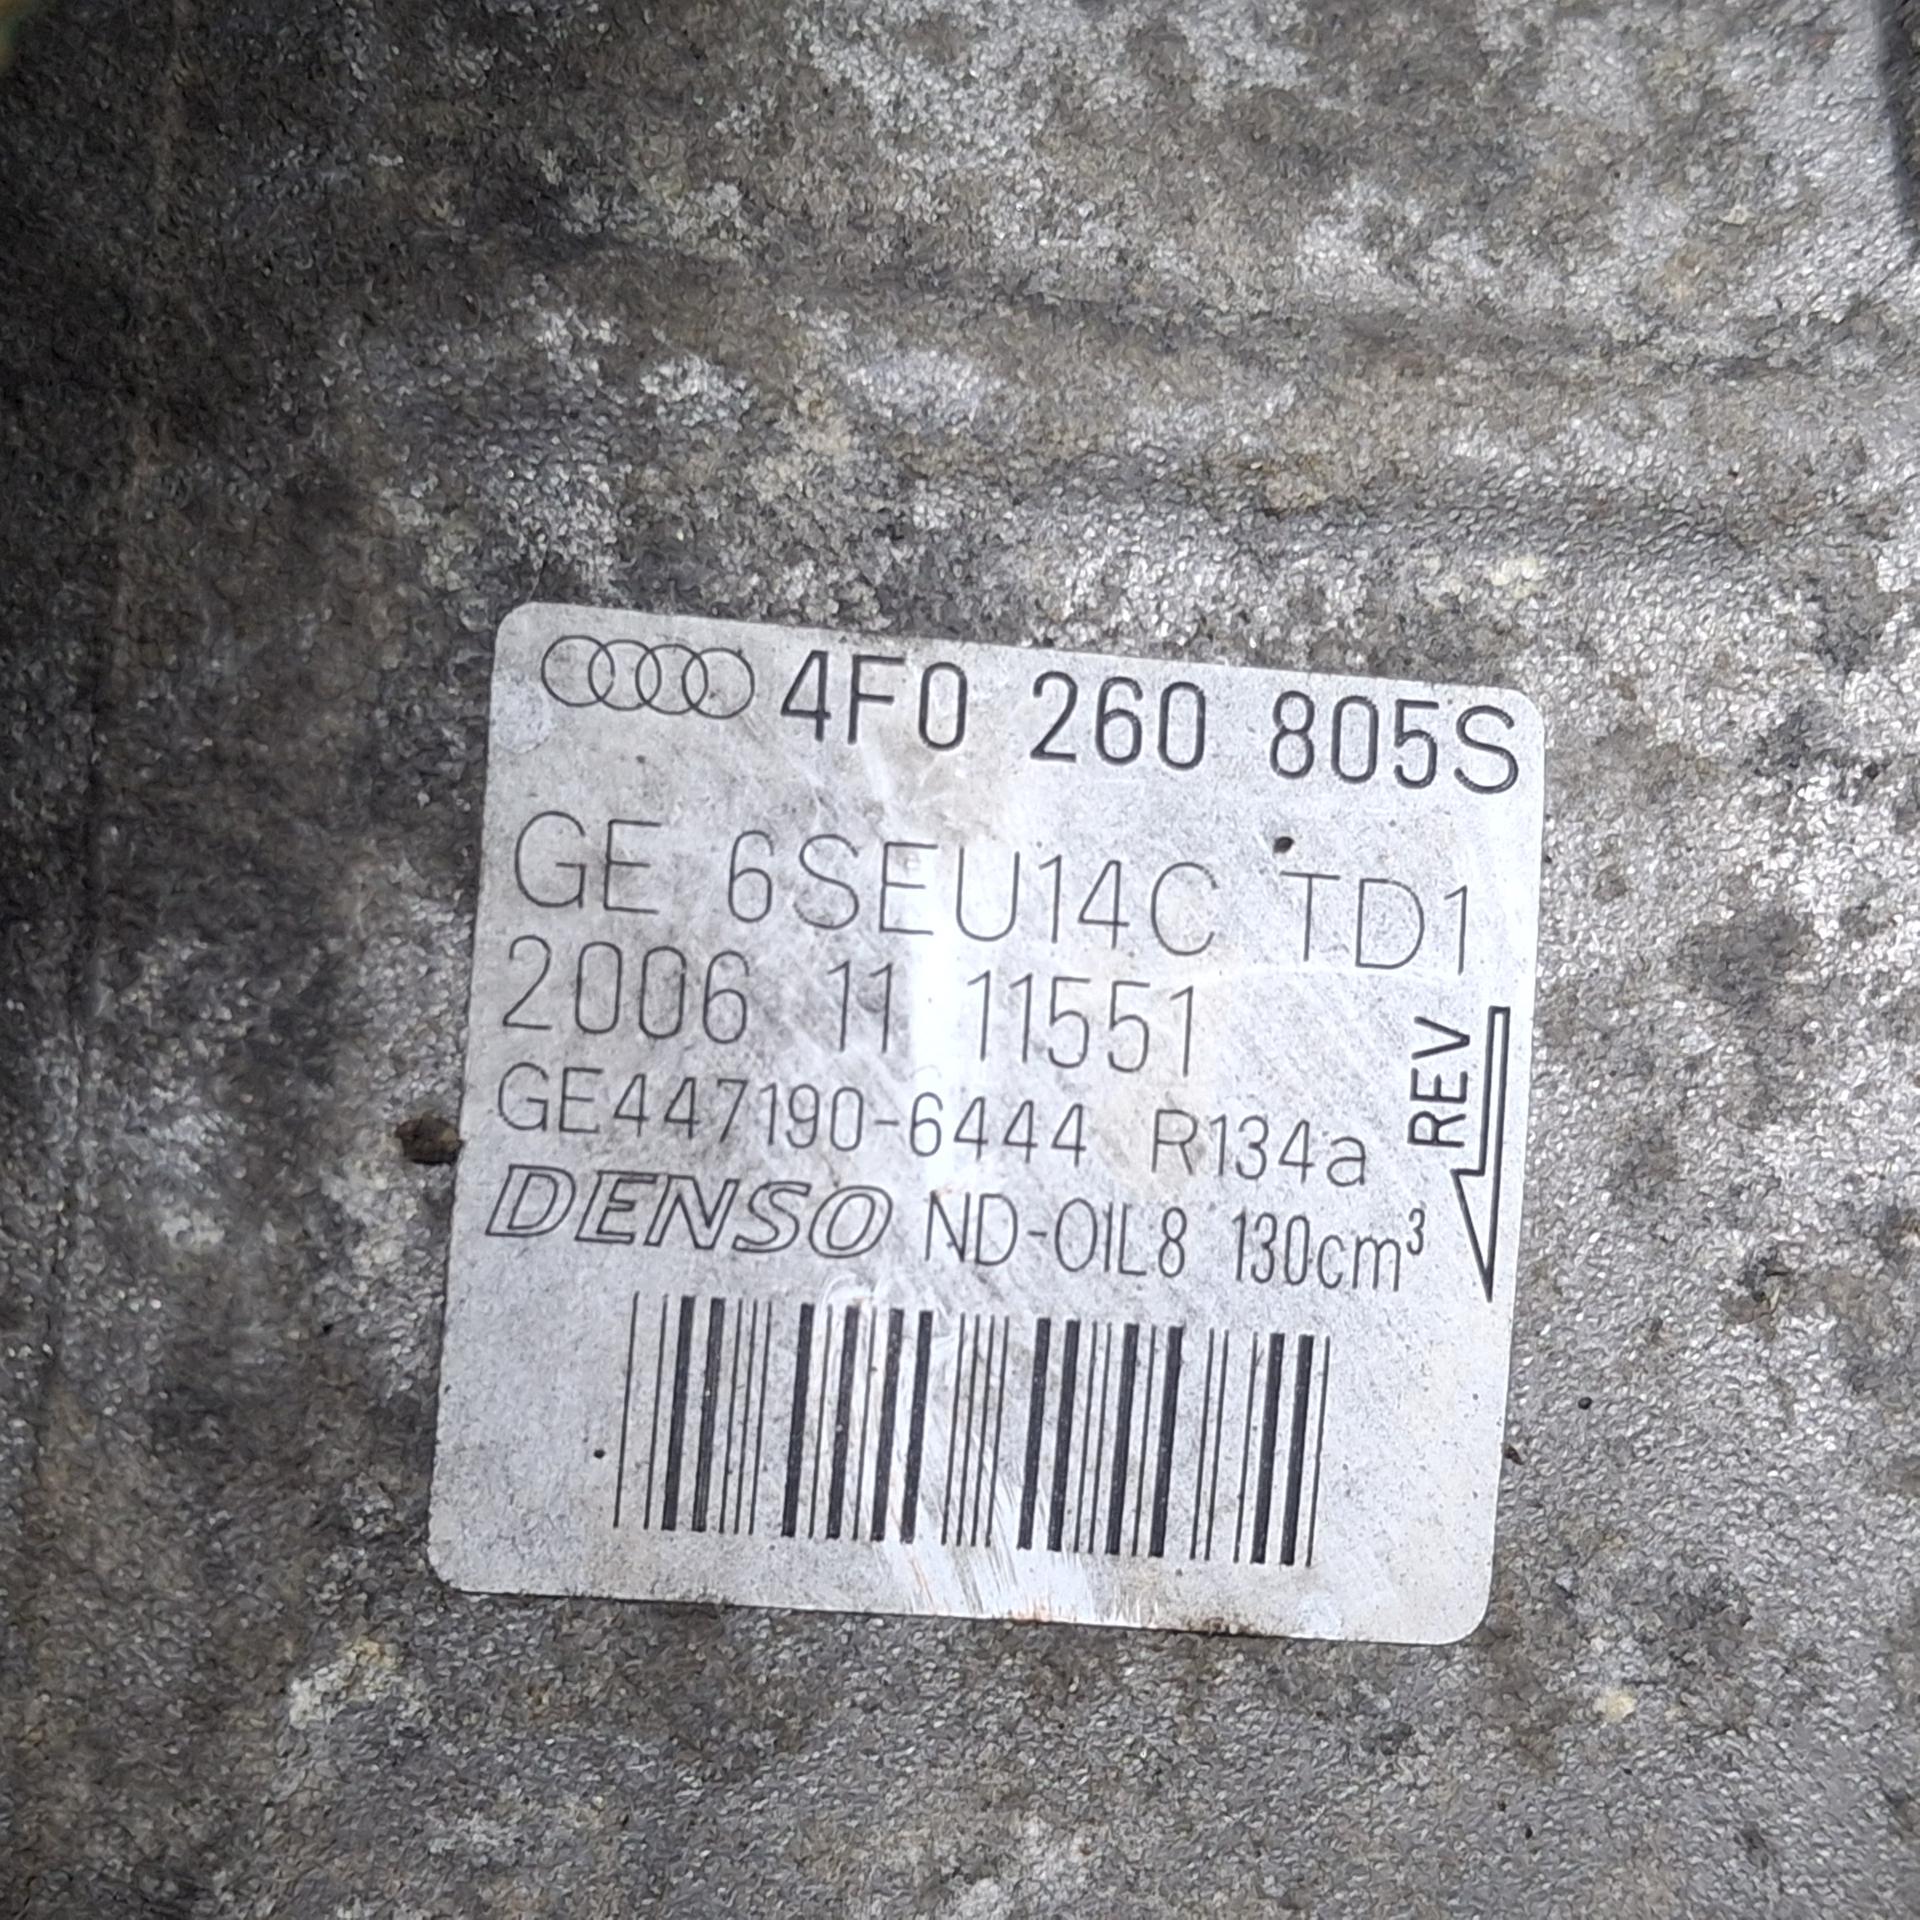 4F0 260 805S
GE 6SEU14C TD1
2006 11 11551
GE447190-6444 R134a
REV
DENSO ND-OIL8 130cm³